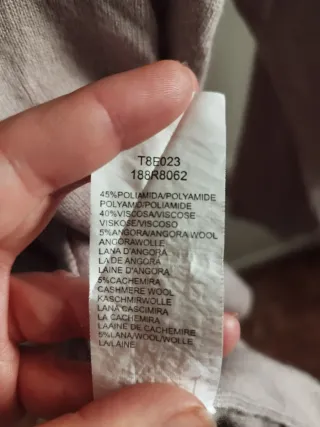 T8E023
188R8062
45%POLIAMIDA/POLYAMIDE
POLYAMID/POLIAMIDE
40%VISCOSA/VISCOSE
VISKOSE/VISCOSO
5%ANGORA/ANGORA WOOL
ANGORAWOLLE
LANA D'ANGORA
LA DE ANGORA
LAINE D'ANGORA
5%CACHEMIRA
CASHMERE WOOL
KASCHMIRWOLLE
LANA CASCIMIRA
LA CACHEMIRA
LAAINE DE CACHEMIRE
5%LANA/WOOL/WOLLE
LA/LAINE